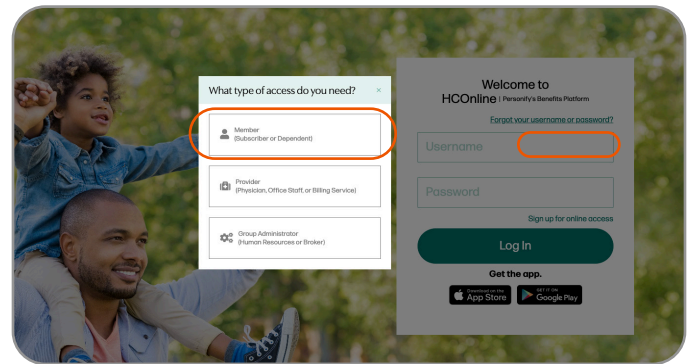 What type of access do you need? ×
Member
(Subscriber or Dependent)
Provider
(Physician, Office Staff, or Billing Service)
Group Administrator
(Human Resources or Broker)
Welcome to
HCOnline | Personify's Benefits Platform
Forgot your username or password?
Username
Password
Sign up for online access
Log In
Get the app.
Download on the
App Store
GET IT ON
Google Play